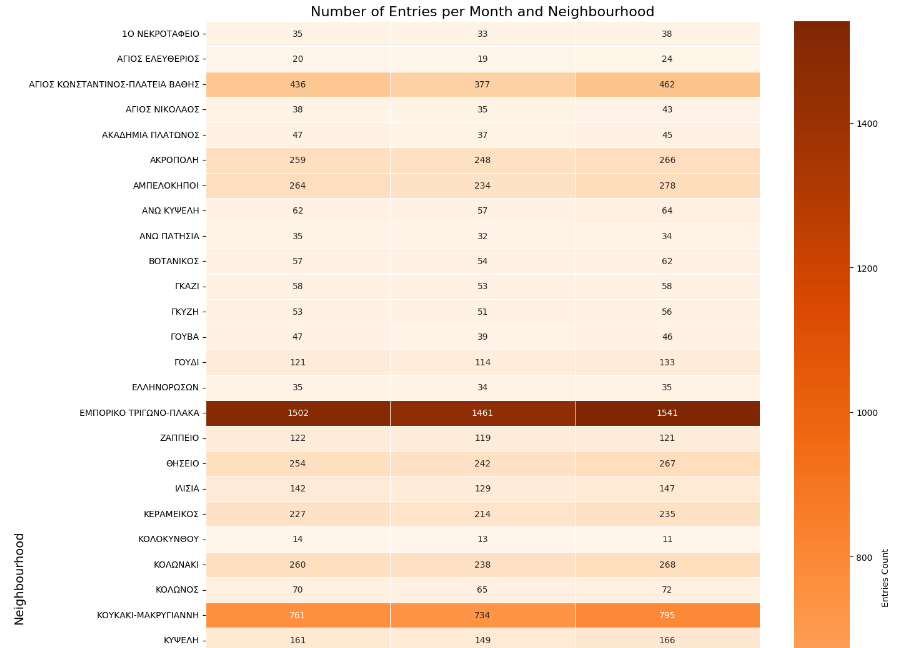 Number of Entries per Month and Neighbourhood
1Ο ΝΕΚΡΟΤΑΦΕΙΟ 35 33 38
ΑΓΙΟΣ ΕΛΕΥΘΕΡΙΟΣ 20 19 24
ΑΓΙΟΣ ΚΩΝΣΤΑΝΤΙΝΟΣ-ΠΛΑΤΕΙΑ ΒΑΘΗΣ 436 377 462
ΑΓΙΟΣ ΝΙΚΟΛΑΟΣ 38 35 43
ΑΚΑΔΗΜΙΑ ΠΛΑΤΩΝΟΣ 47 37 45
ΑΚΡΟΠΟΛΗ 259 248 266
ΑΜΠΕΛΟΚΗΠΟΙ 264 234 278
ΑΝΩ ΚΥΨΕΛΗ 62 57 64
ΑΝΩ ΠΑΤΗΣΙΑ 35 32 34
ΒΟΤΑΝΙΚΟΣ 57 54 62
ΓΚΑΖΙ 58 53 58
ΓΚΥΖΗ 53 51 56
ΓΟΥΒΑ 47 39 46
ΓΟΥΔΙ 121 114 133
ΕΛΛΗΝΟΡΩΣΩΝ 35 34 35
ΕΜΠΟΡΙΚΟ ΤΡΙΓΩΝΟ-ΠΛΑΚΑ 1502 1461 1541
ΖΑΠΠΕΙΟ 122 119 121
ΘΗΣΕΙΟ 254 242 267
ΙΛΙΣΙΑ 142 129 147
ΚΕΡΑΜΕΙΚΟΣ 227 214 235
ΚΟΛΟΚΥΝΘΟΥ 14 13 11
ΚΟΛΩΝΑΚΙ 260 238 268
ΚΟΛΩΝΟΣ 70 65 72
ΚΟΥΚΑΚΙ-ΜΑΚΡΥΓΙΑΝΝΗ 761 734 795
ΚΥΨΕΛΗ 161 149 166
Neighbourhood
1400
1200
1000
800
Entries Count